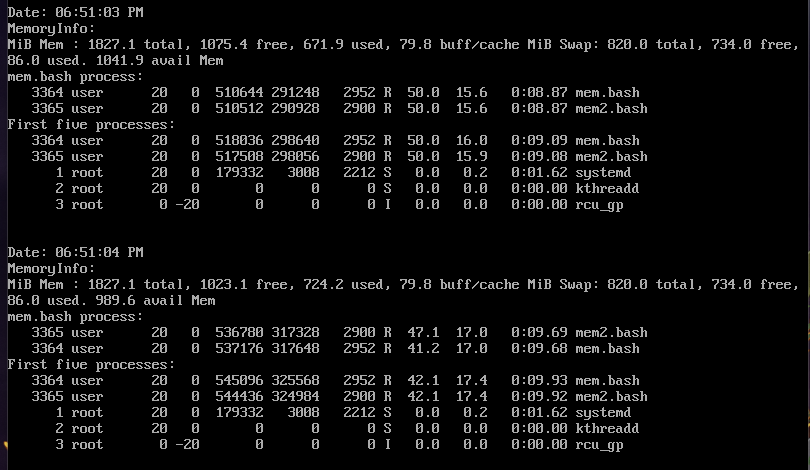 Date: 06:51:03 PM
MemoryInfo:
MiB Mem : 1827.1 total, 1075.4 free, 671.9 used, 79.8 buff/cache MiB Swap: 820.0 total, 734.0 free,
86.0 used. 1041.9 avail Mem
mem.bash process:
3364 user 20 0 510644 291248 2952 R 50.0 15.6 0:08.87 mem.bash
3365 user 20 0 510512 290928 2900 R 50.0 15.6 0:08.87 mem2.bash
First five processes:
3364 user 20 0 518036 298640 2952 R 50.0 16.0 0:09.09 mem.bash
3365 user 20 0 517508 298056 2900 R 50.0 15.9 0:09.08 mem2.bash
1 root 20 0 179332 3008 2212 S 0.0 0.2 0:01.62 systemd
2 root 20 0 0 0 0 S 0.0 0.0 0:00.00 kthreadd
3 root 0 -20 0 0 0 I 0.0 0.0 0:00.00 rcu_gp
Date: 06:51:04 PM
MemoryInfo:
MiB Mem : 1827.1 total, 1023.1 free, 724.2 used, 79.8 buff/cache MiB Swap: 820.0 total, 734.0 free,
86.0 used. 989.6 avail Mem
mem.bash process:
3365 user 20 0 536780 317328 2900 R 47.1 17.0 0:09.69 mem2.bash
3364 user 20 0 537176 317648 2952 R 41.2 17.0 0:09.68 mem.bash
First five processes:
3364 user 20 0 545096 325568 2952 R 42.1 17.4 0:09.93 mem.bash
3365 user 20 0 544436 324984 2900 R 42.1 17.4 0:09.92 mem2.bash
1 root 20 0 179332 3008 2212 S 0.0 0.2 0:01.62 systemd
2 root 20 0 0 0 0 S 0.0 0.0 0:00.00 kthreadd
3 root 0 -20 0 0 0 I 0.0 0.0 0:00.00 rcu_gp